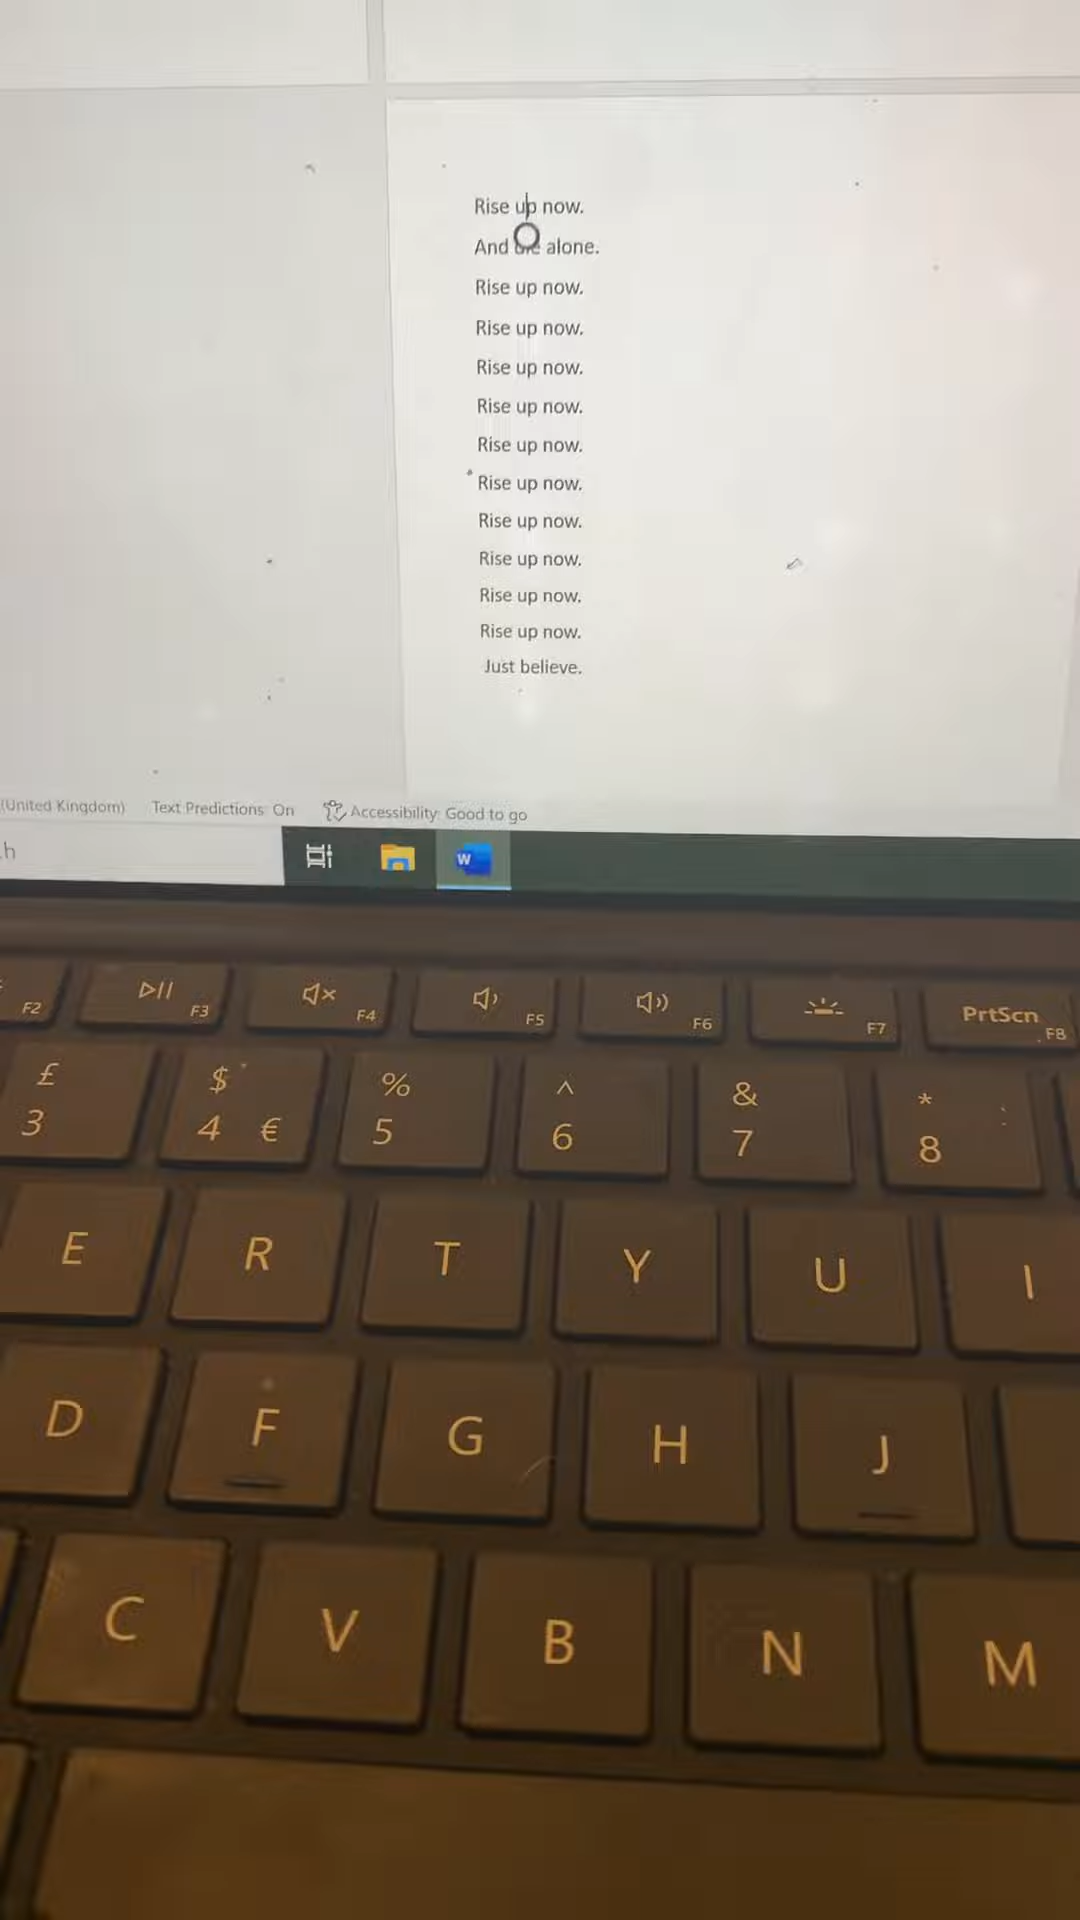 Rise up now.
And die alone.
Rise up now.
Rise up now.
Rise up now.
Rise up now.
Rise up now.
Rise up now.
Rise up now.
Rise up now.
Rise up now.
Rise up now.
Just believe.
(United Kingdom) Text Predictions: On Accessibility: Good to go
h
W
F2 F3 F4 F5 F6 F7 PrtScn F8
£ $ % ^ & *
3 4 € 5 6 7 8
E R T Y U I
D F G H J
C V B N M